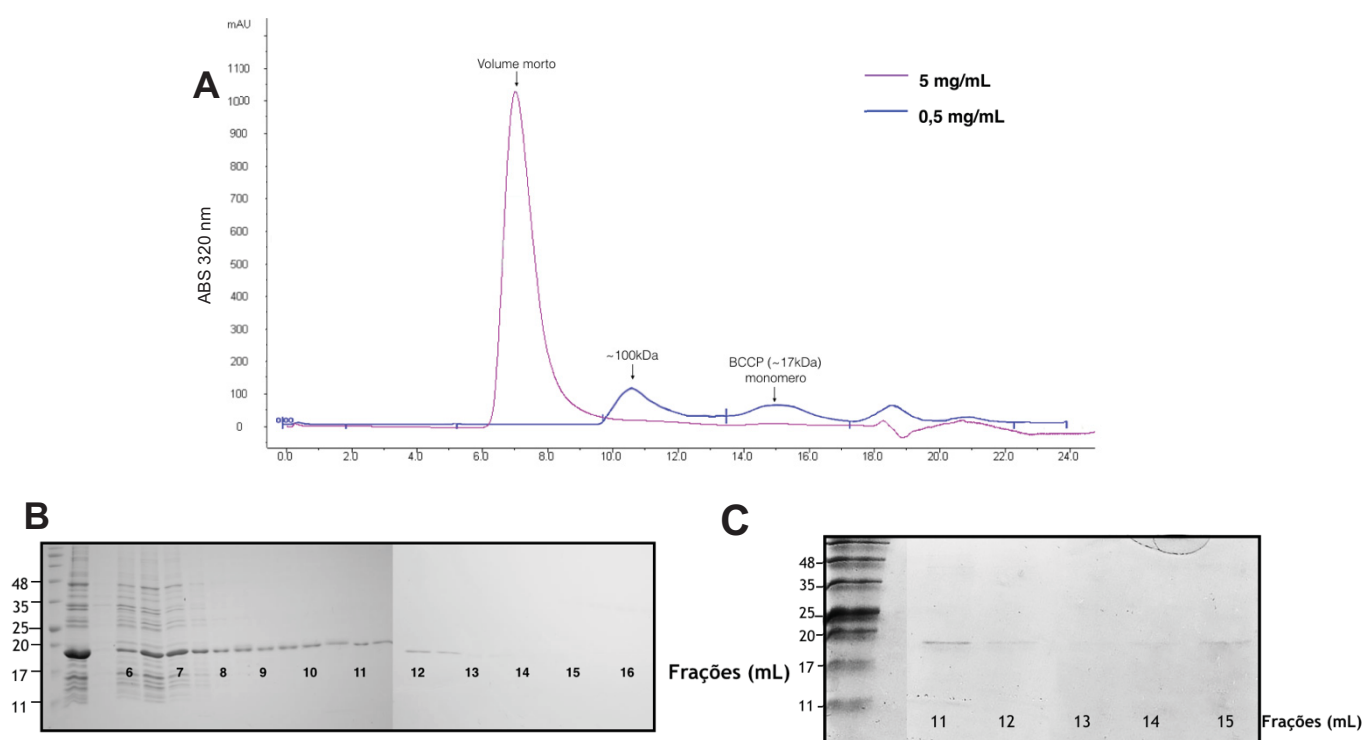 A
mAU
1100
1000
900
800
700
600
500
400
300
200
100
0
ABS 320 nm
Volume morto
~100kDa
BCCP (~17kDa)
monomero
5 mg/mL
0,5 mg/mL
0.0 2.0 4.0 6.0 8.0 10.0 12.0 14.0 16.0 18.0 20.0 22.0 24.0
B
48
35
25
20
17
11
6 7 8 9 10 11 12 13 14 15 16
Frações (mL)
C
48
35
25
20
17
11
11 12 13 14 15
Frações (mL)